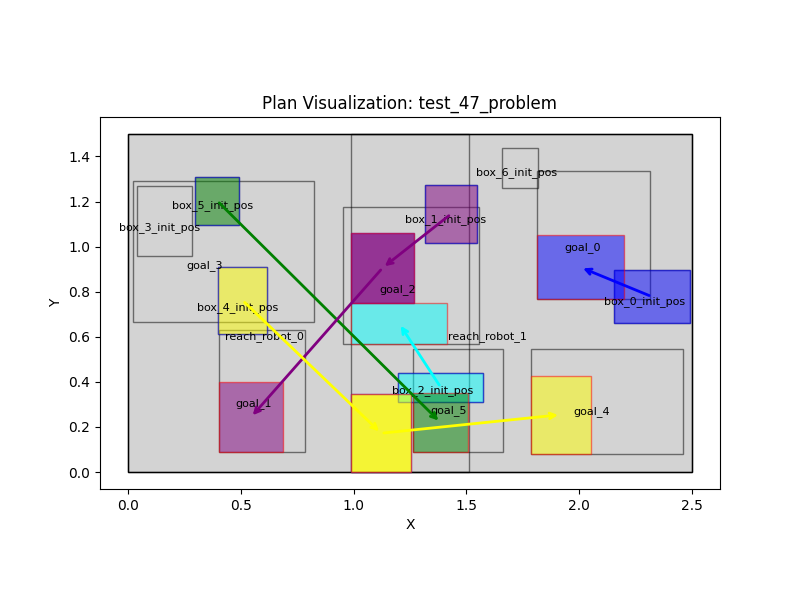 Plan Visualization: test_47_problem
Y
1.4
1.2
1.0
0.8
0.6
0.4
0.2
0.0
box_6_init_pos
box_5_init_pos
box_1_init_pos
box_3_init_pos
goal_0
goal_3
goal_2
box_0_init_pos
box_4_init_pos
reach_robot_0
reach_robot_1
box_2_init_pos
goal_1
goal_5
goal_4
0.0 0.5 1.0 1.5 2.0 2.5
X